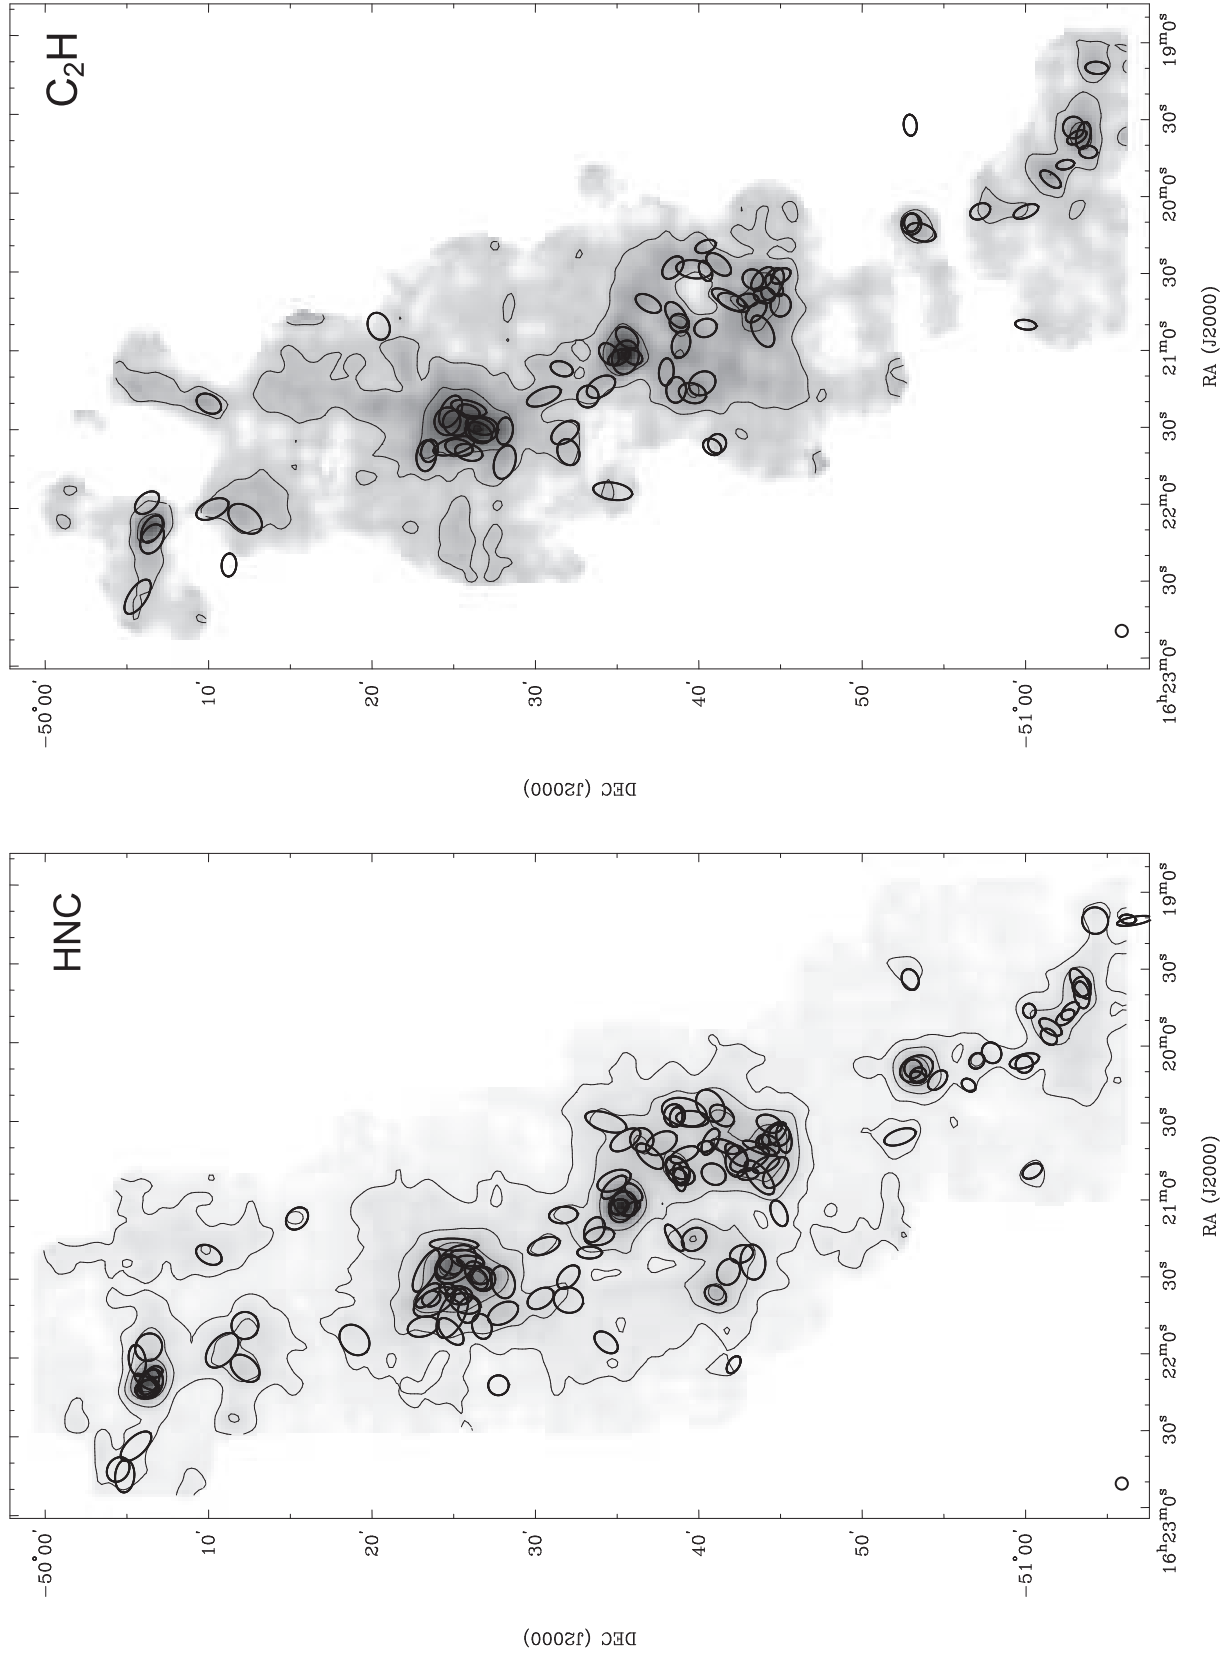 C₂H
19ᵐ0ˢ
30ˢ
20ᵐ0ˢ
30ˢ
21ᵐ0ˢ
30ˢ
22ᵐ0ˢ
30ˢ
16ʰ23ᵐ0ˢ
RA (J2000)
−50°00′
10′
20′
30′
40′
50′
−51°00′
DEC (J2000)
HNC
19ᵐ0ˢ
30ˢ
20ᵐ0ˢ
30ˢ
21ᵐ0ˢ
30ˢ
22ᵐ0ˢ
30ˢ
16ʰ23ᵐ0ˢ
RA (J2000)
−50°00′
10′
20′
30′
40′
50′
−51°00′
DEC (J2000)